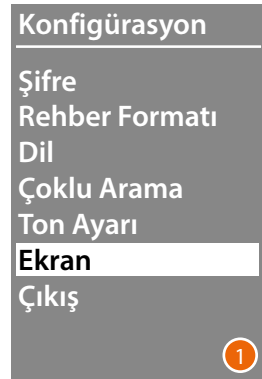 Konfigürasyon
Şifre
Rehber Formatı
Dil
Çoklu Arama
Ton Ayarı
Ekran
Çıkış
1